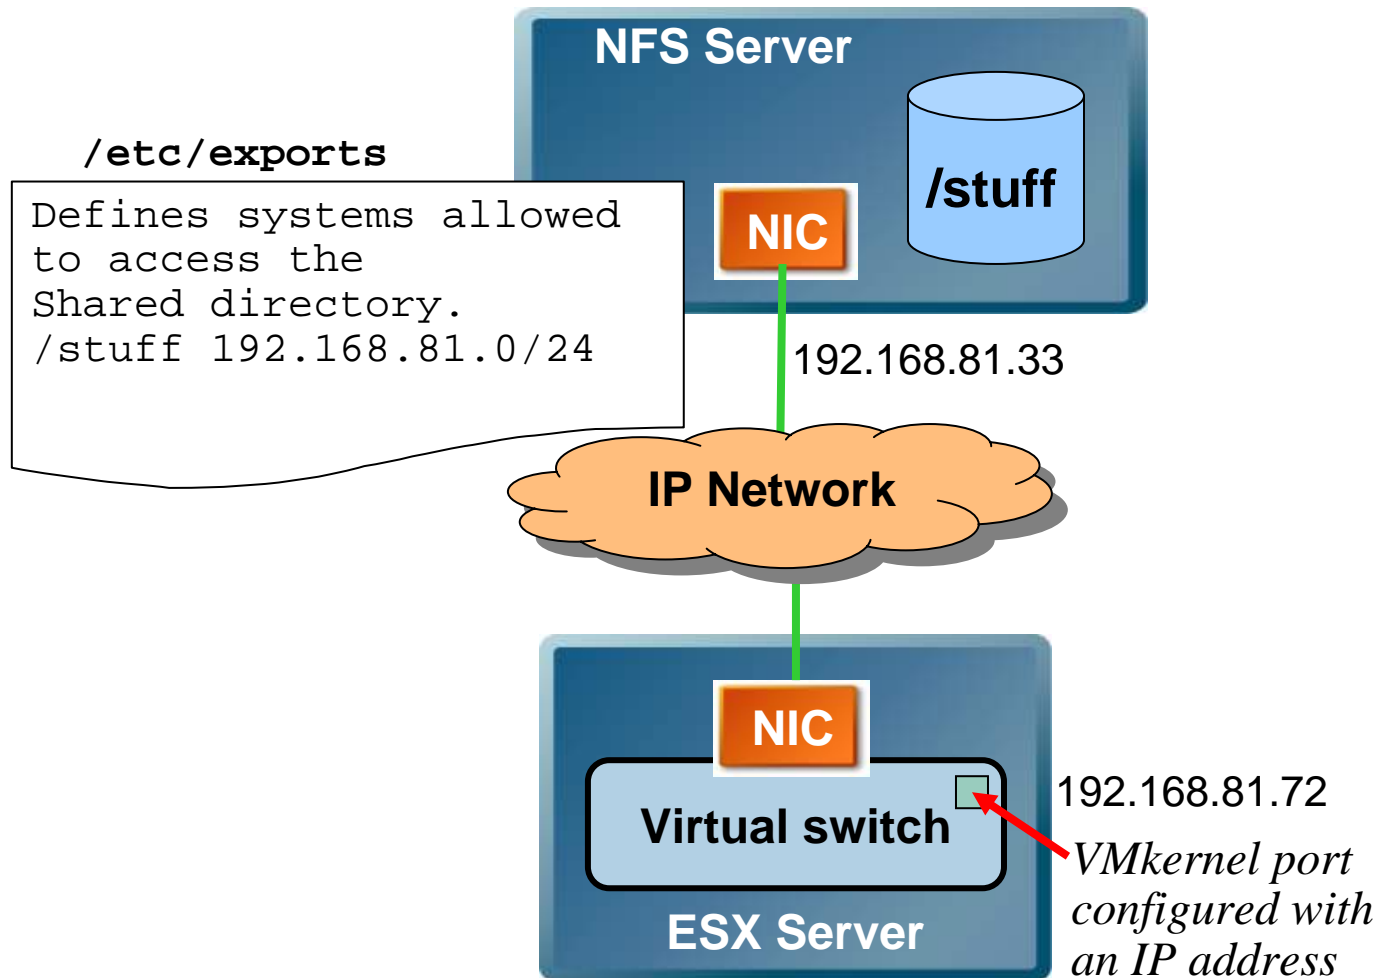 NFS Server
/stuff
/etc/exports
Defines systems allowed
to access the
Shared directory.
/stuff 192.168.81.0/24
NIC
192.168.81.33
IP Network
NIC
Virtual switch
192.168.81.72
VMkernel port
configured with
an IP address
ESX Server